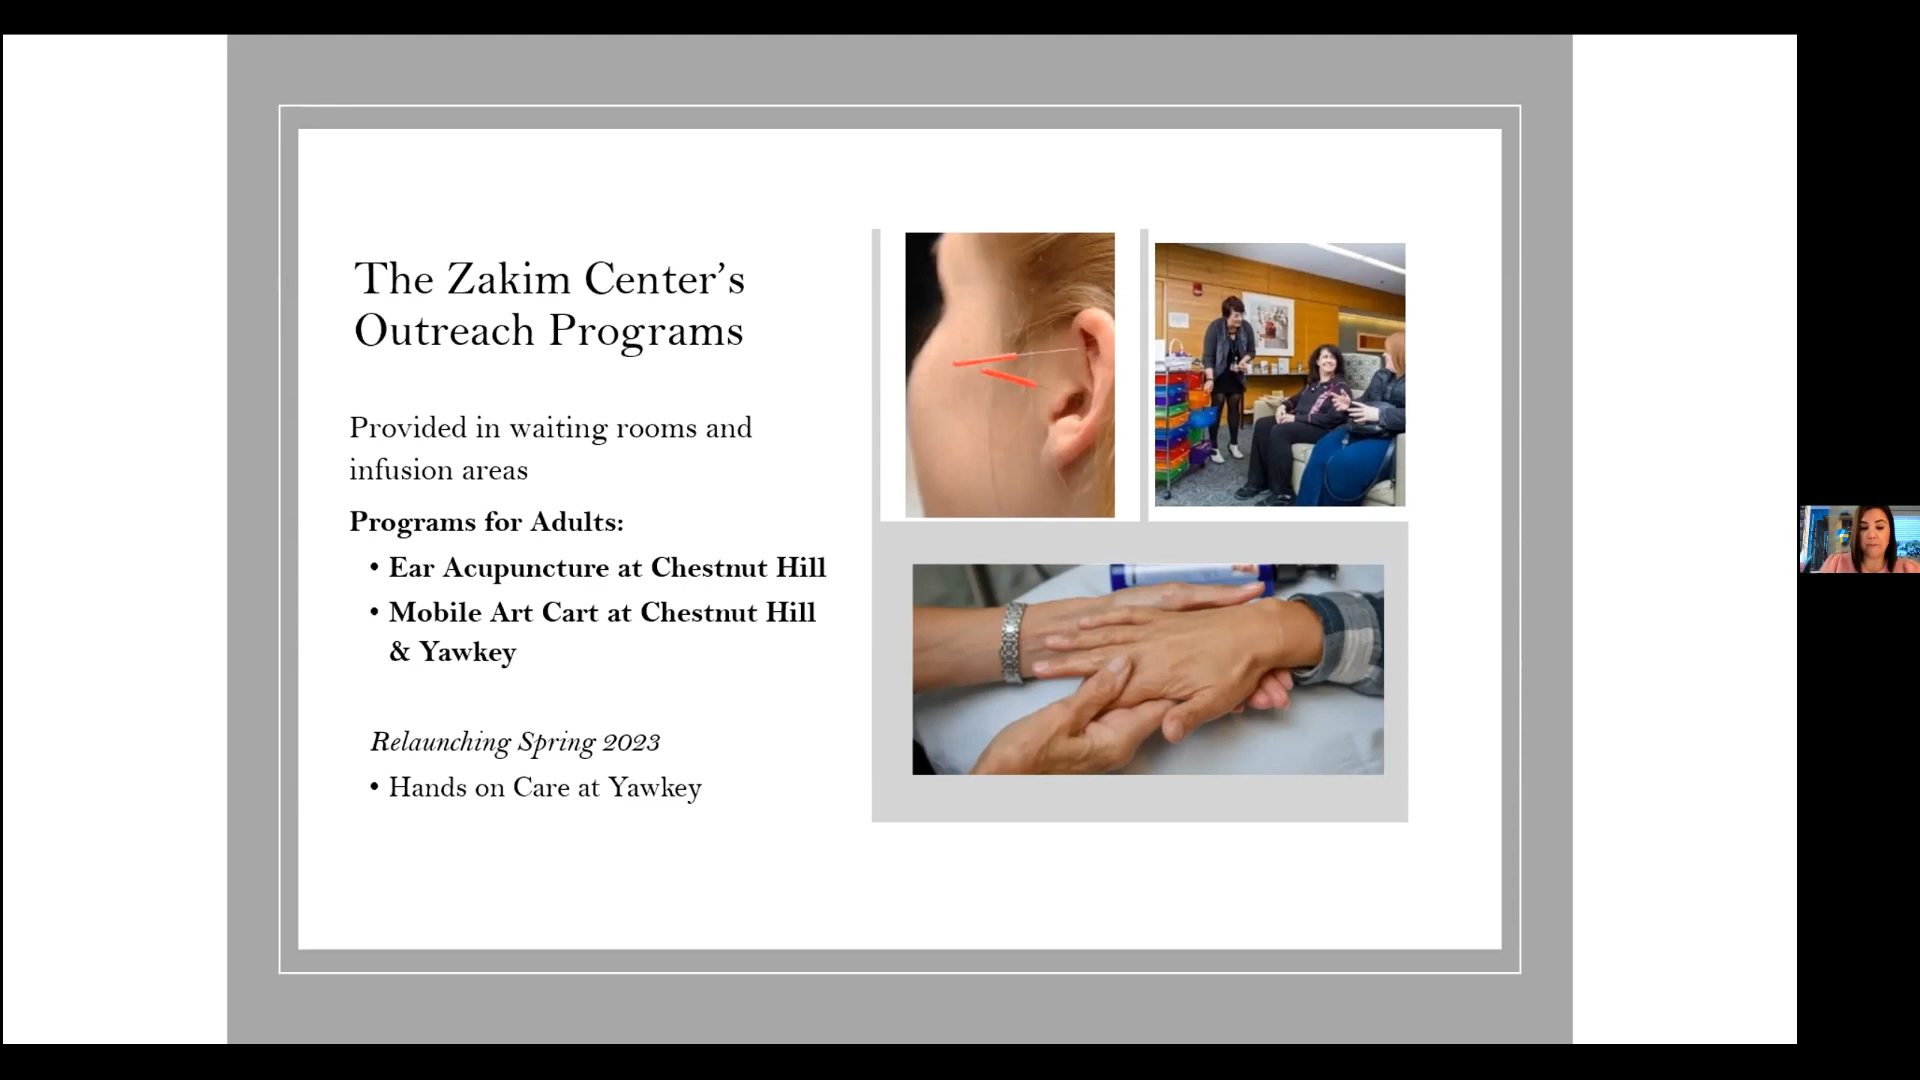 The Zakim Center’s
Outreach Programs
Provided in waiting rooms and
infusion areas
Programs for Adults:
• Ear Acupuncture at Chestnut Hill
• Mobile Art Cart at Chestnut Hill
& Yawkey
Relaunching Spring 2023
• Hands on Care at Yawkey